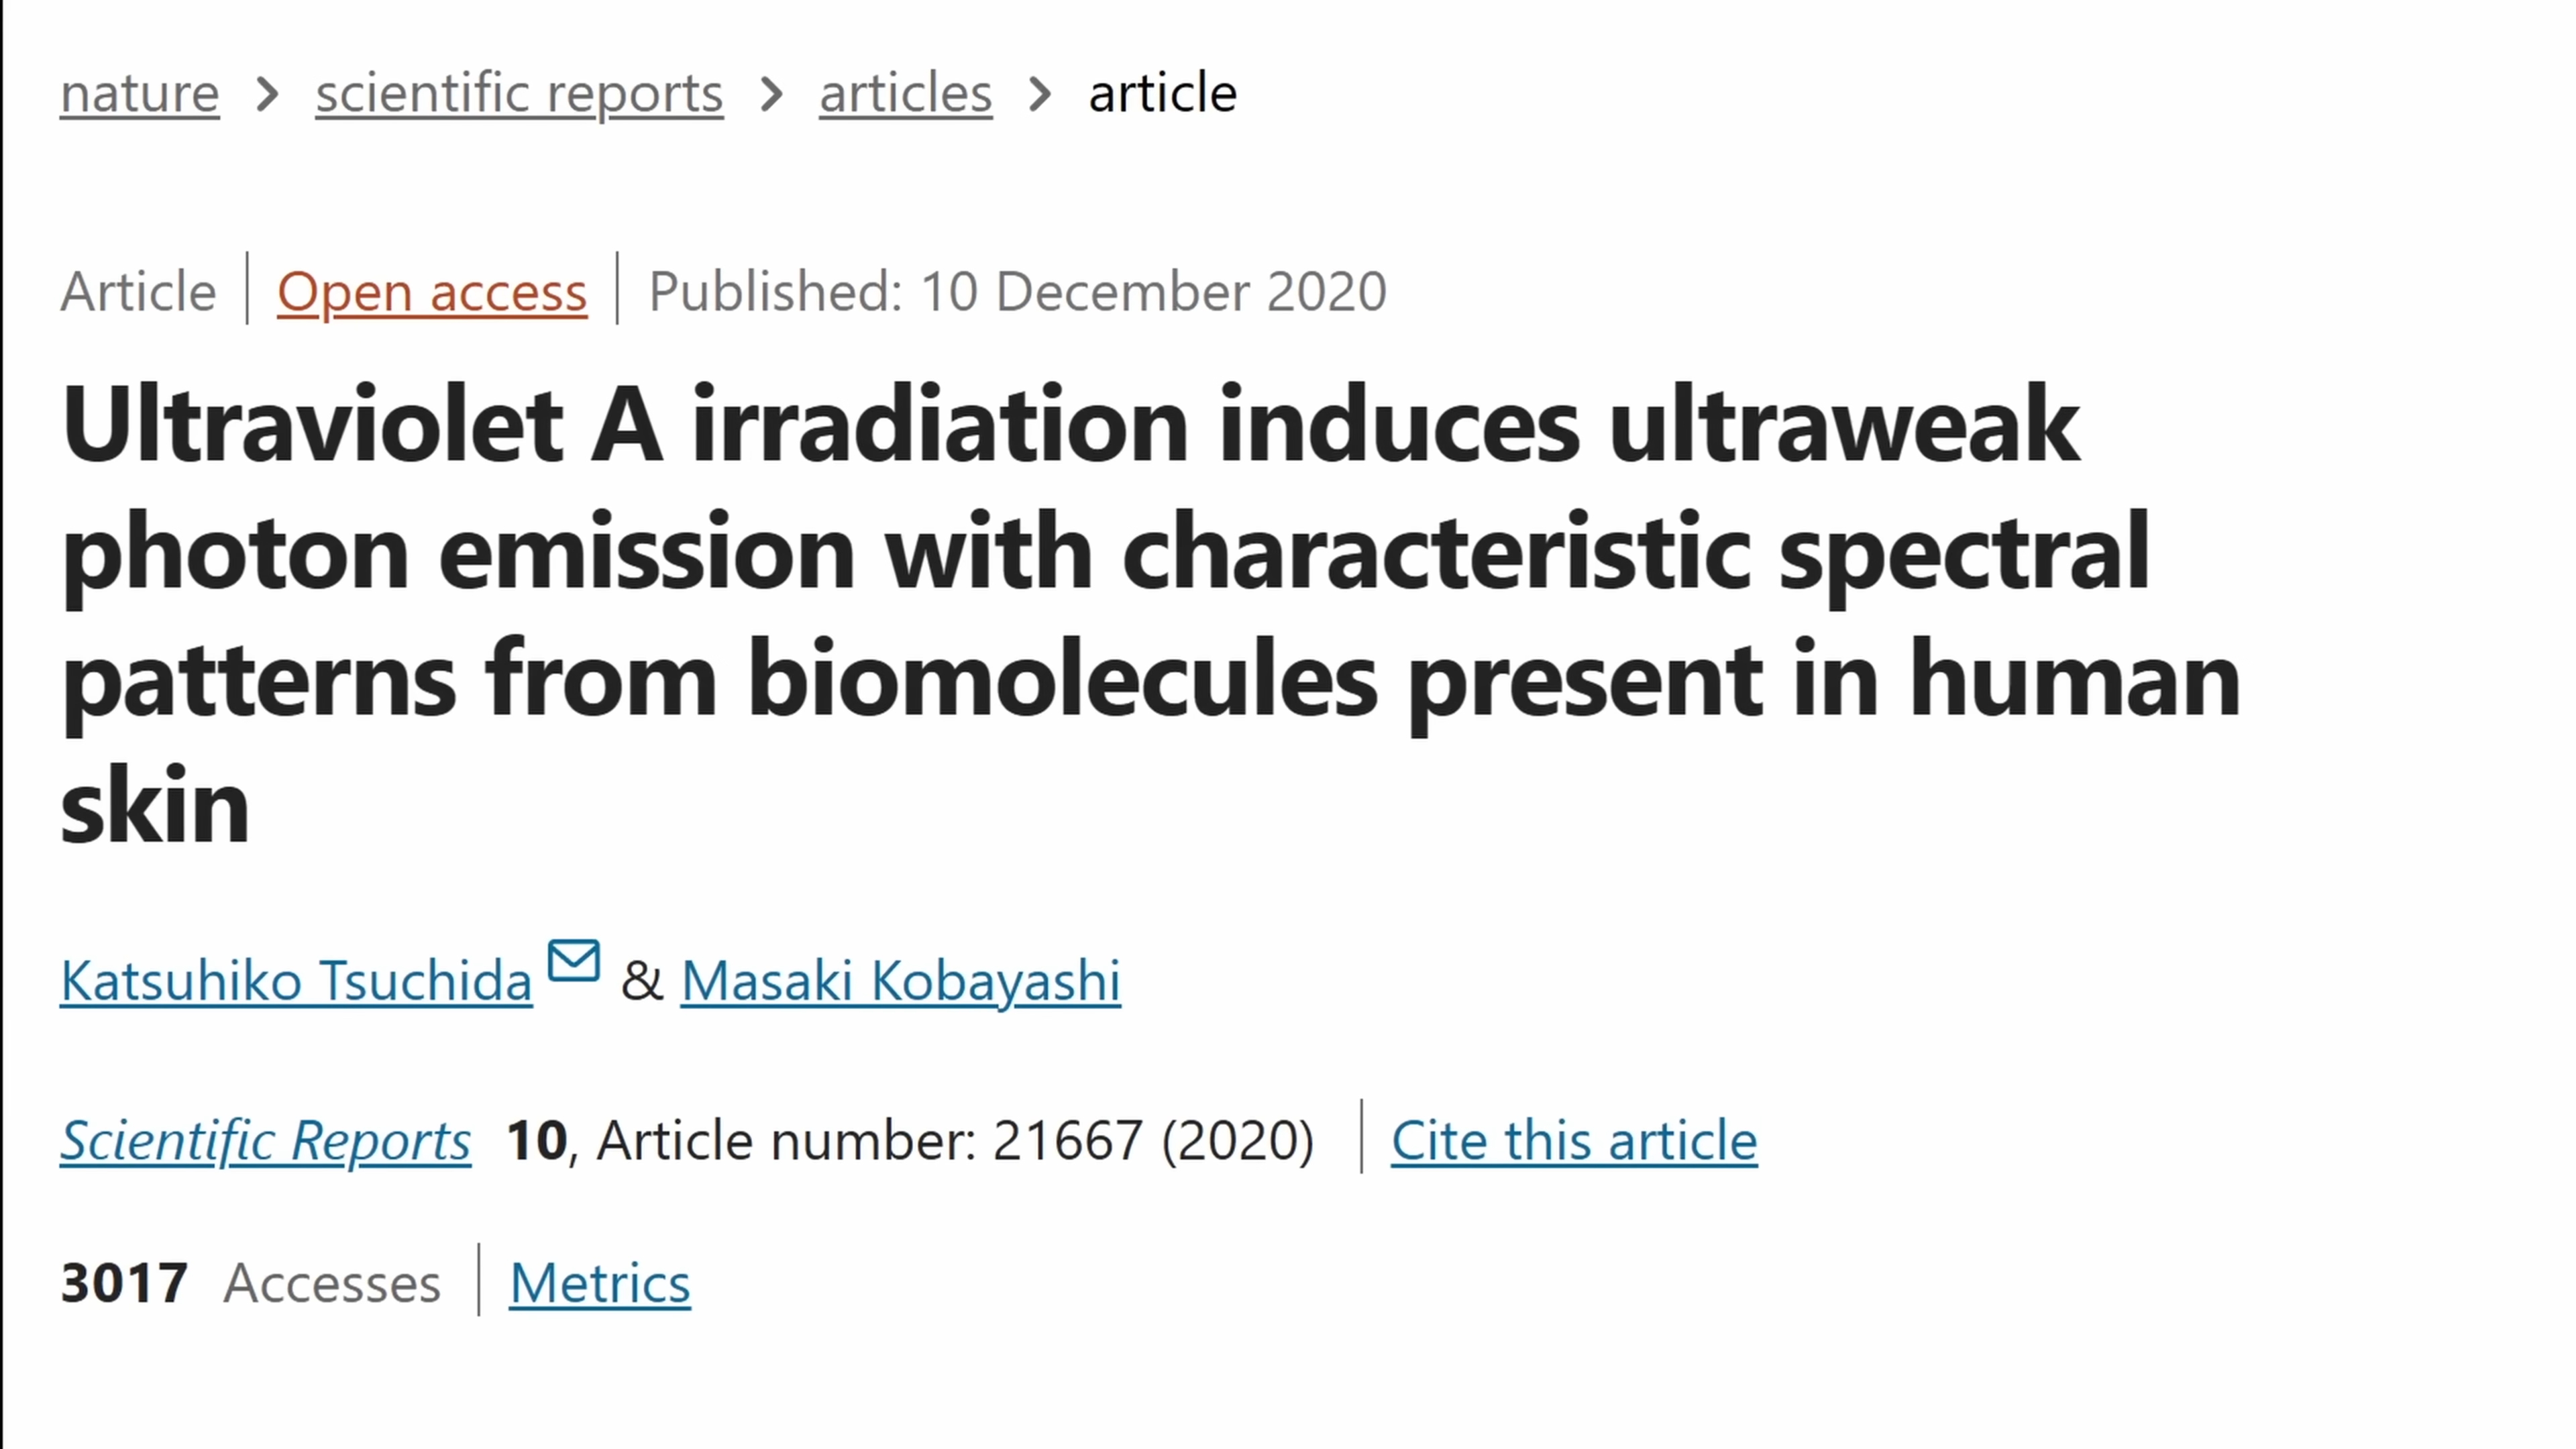 nature > scientific reports > articles > article
Article | Open access | Published: 10 December 2020
Ultraviolet A irradiation induces ultraweak
photon emission with characteristic spectral
patterns from biomolecules present in human
skin
Katsuhiko Tsuchida & Masaki Kobayashi
Scientific Reports 10, Article number: 21667 (2020) | Cite this article
3017 Accesses | Metrics